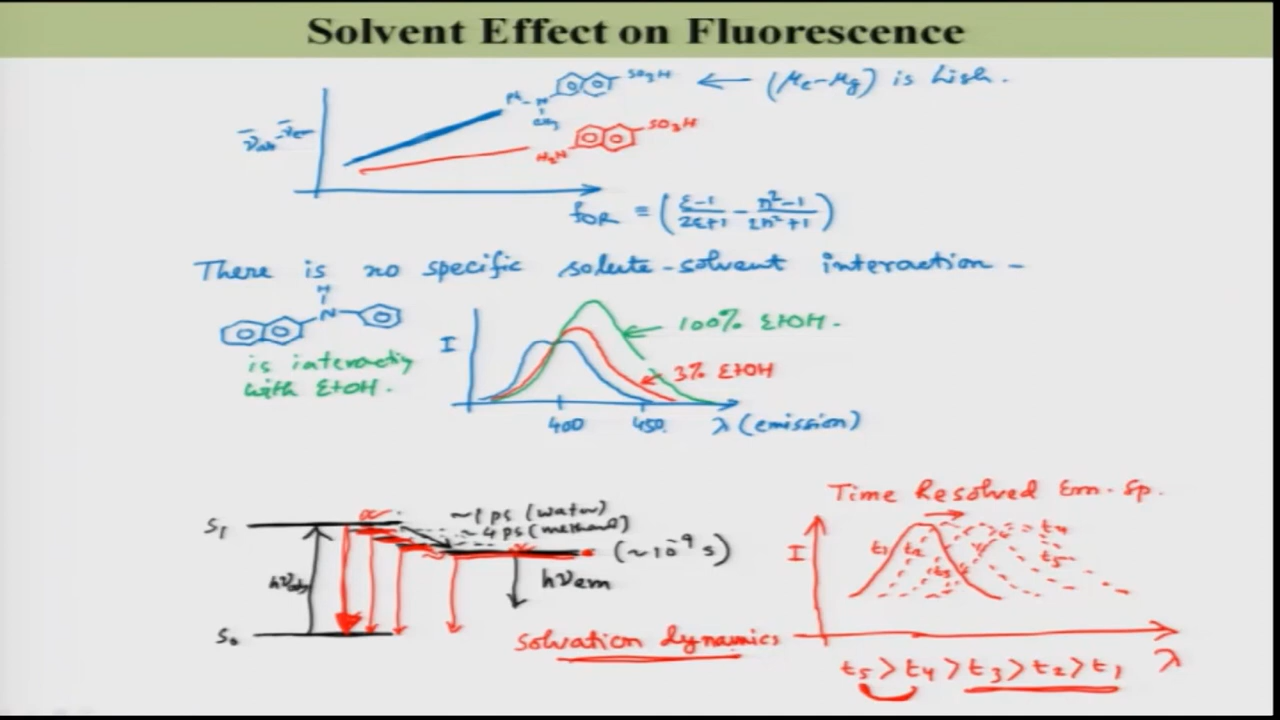 Solvent Effect on Fluorescence
SO3H ← (μe-μg) is high.
Ph-N
CH3
ν̄ab-ν̄em
SO3H
H2N
fOR = (ε-1/2ε+1 - n²-1/2n²+1)
There is no specific solute-solvent interaction -
H
N
is interacting
with EtOH.
I
100% EtOH.
3% EtOH
400 450. λ (emission)
Time Resolved Em. Sp.
S1
~1 ps (water)
~4 ps (methanol)
(~10⁻⁹ s)
hνabs
hνem
S0
Solvation dynamics
I
t1 t2 t3 t4 t5
λ
t5 > t4 > t3 > t2 > t1